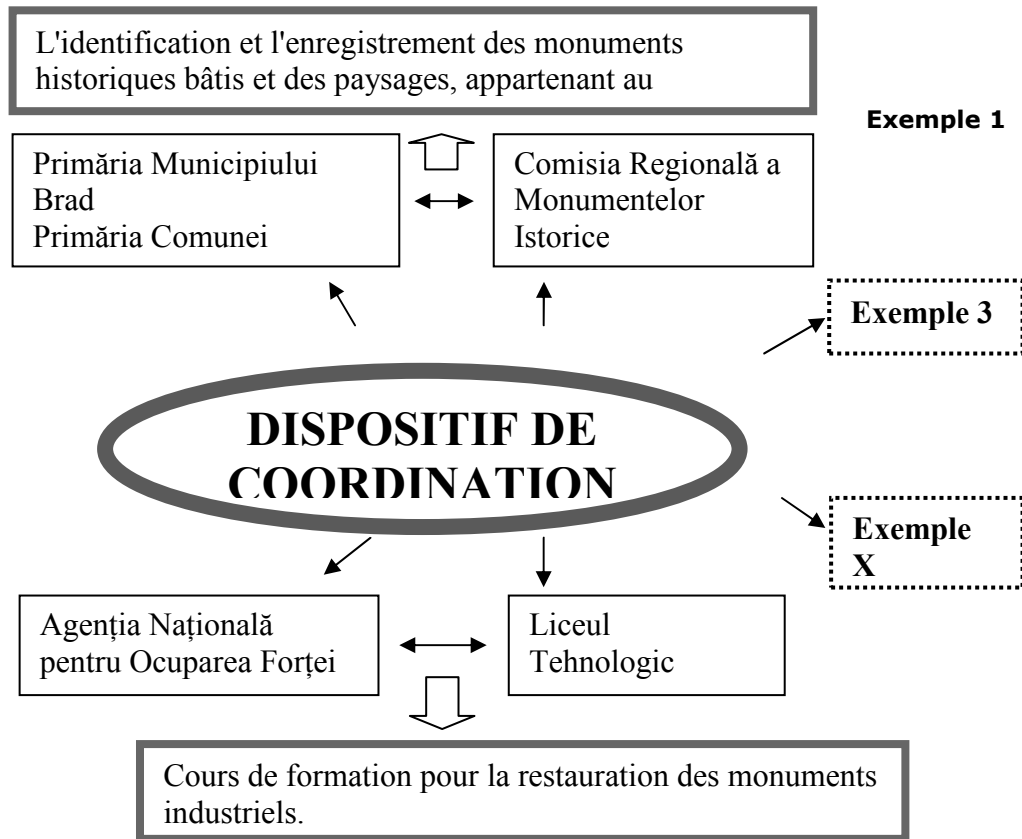 L'identification et l'enregistrement des monuments
historiques bâtis et des paysages, appartenant au
Exemple 1
Primăria Municipiului
Brad
Primăria Comunei
Comisia Regională a
Monumentelor
Istorice
Exemple 3
DISPOSITIF DE
COORDINATION
Exemple
X
Agenția Națională
pentru Ocuparea Forței
Liceul
Tehnologic
Cours de formation pour la restauration des monuments
industriels.